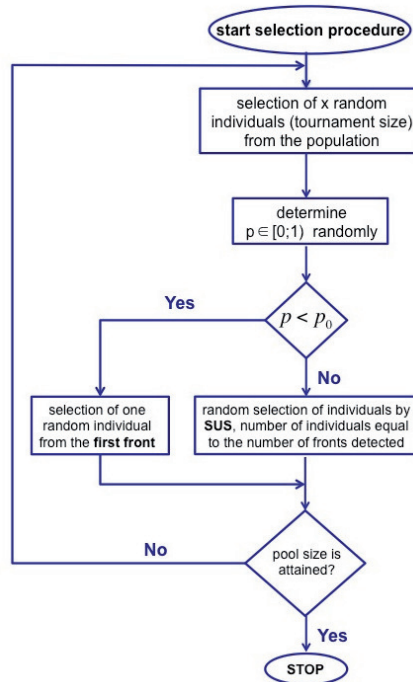 start selection procedure
selection of x random
individuals (tournament size)
from the population
determine
p ∈ [0;1) randomly
p < p₀
Yes
No
selection of one
random individual
from the first front
random selection of individuals by
SUS, number of individuals equal
to the number of fronts detected
No
pool size is
attained?
Yes
STOP